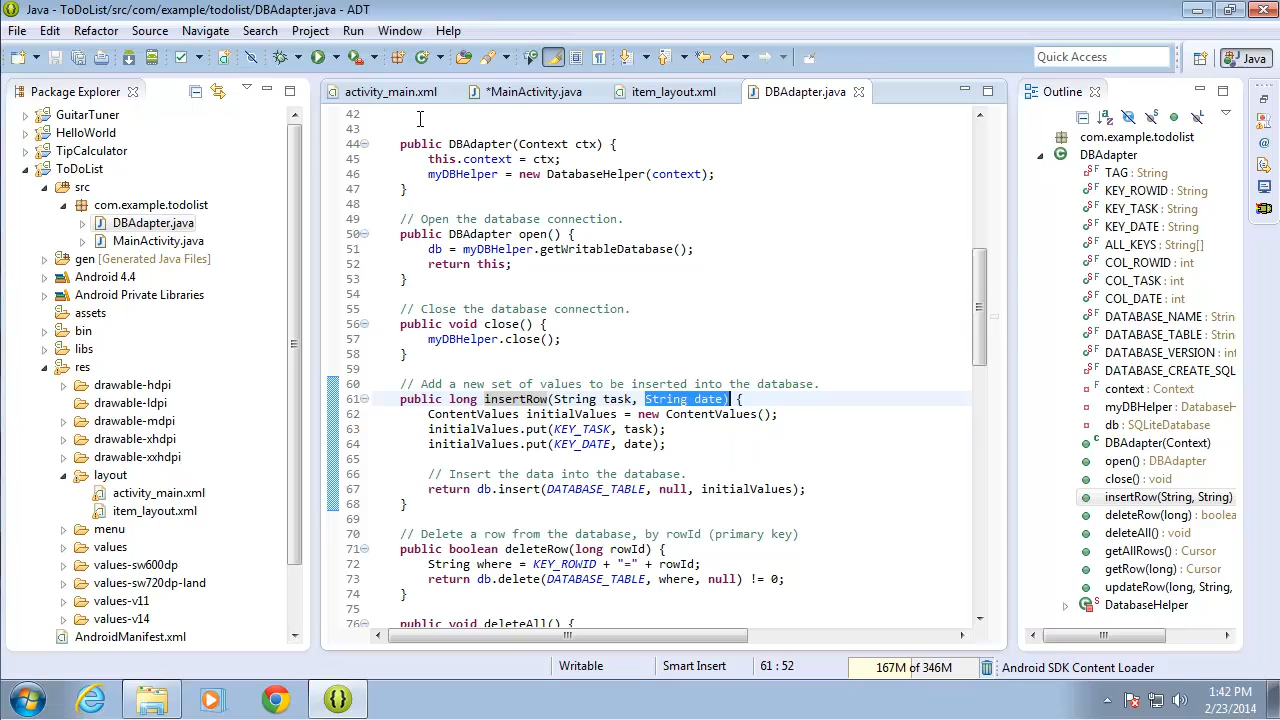 Java - ToDoList/src/com/example/todolist/DBAdapter.java - ADT
File Edit Refactor Source Navigate Search Project Run Window Help
Quick Access
Java
Package Explorer
GuitarTuner
HelloWorld
TipCalculator
ToDoList
src
com.example.todolist
DBAdapter.java
MainActivity.java
gen [Generated Java Files]
Android 4.4
Android Private Libraries
assets
bin
libs
res
drawable-hdpi
drawable-ldpi
drawable-mdpi
drawable-xhdpi
drawable-xxhdpi
layout
activity_main.xml
item_layout.xml
menu
values
values-sw600dp
values-sw720dp-land
values-v11
values-v14
AndroidManifest.xml
activity_main.xml *MainActivity.java item_layout.xml DBAdapter.java
42
43
44 public DBAdapter(Context ctx) {
45 this.context = ctx;
46 myDBHelper = new DatabaseHelper(context);
47 }
48
49 // Open the database connection.
50 public DBAdapter open() {
51 db = myDBHelper.getWritableDatabase();
52 return this;
53 }
54
55 // Close the database connection.
56 public void close() {
57 myDBHelper.close();
58 }
59
60 // Add a new set of values to be inserted into the database.
61 public long insertRow(String task, String date) {
62 ContentValues initialValues = new ContentValues();
63 initialValues.put(KEY_TASK, task);
64 initialValues.put(KEY_DATE, date);
65
66 // Insert the data into the database.
67 return db.insert(DATABASE_TABLE, null, initialValues);
68 }
69
70 // Delete a row from the database, by rowId (primary key)
71 public boolean deleteRow(long rowId) {
72 String where = KEY_ROWID + "=" + rowId;
73 return db.delete(DATABASE_TABLE, where, null) != 0;
74 }
75
76 public void deleteAll() {
Outline
com.example.todolist
DBAdapter
TAG : String
KEY_ROWID : String
KEY_TASK : String
KEY_DATE : String
ALL_KEYS : String[]
COL_ROWID : int
COL_TASK : int
COL_DATE : int
DATABASE_NAME : Strin
DATABASE_TABLE : Strin
DATABASE_VERSION : int
DATABASE_CREATE_SQL
context : Context
myDBHelper : Databasel
db : SQLiteDatabase
DBAdapter(Context)
open() : DBAdapter
close() : void
insertRow(String, String)
deleteRow(long) : boolea
deleteAll() : void
getAllRows() : Cursor
getRow(long) : Cursor
updateRow(long, String,
DatabaseHelper
Writable Smart Insert 61 : 52 167M of 346M Android SDK Content Loader
1:42 PM
2/23/2014